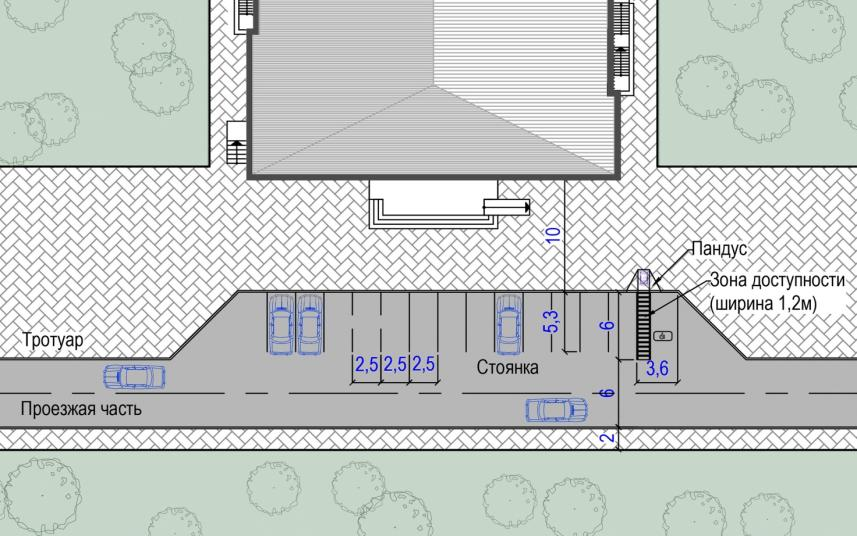 10
Пандус
Зона доступности
(ширина 1,2м)
5,3
6
Тротуар
2,5 2,5 2,5
Стоянка
3,6
Проезжая часть
6
2